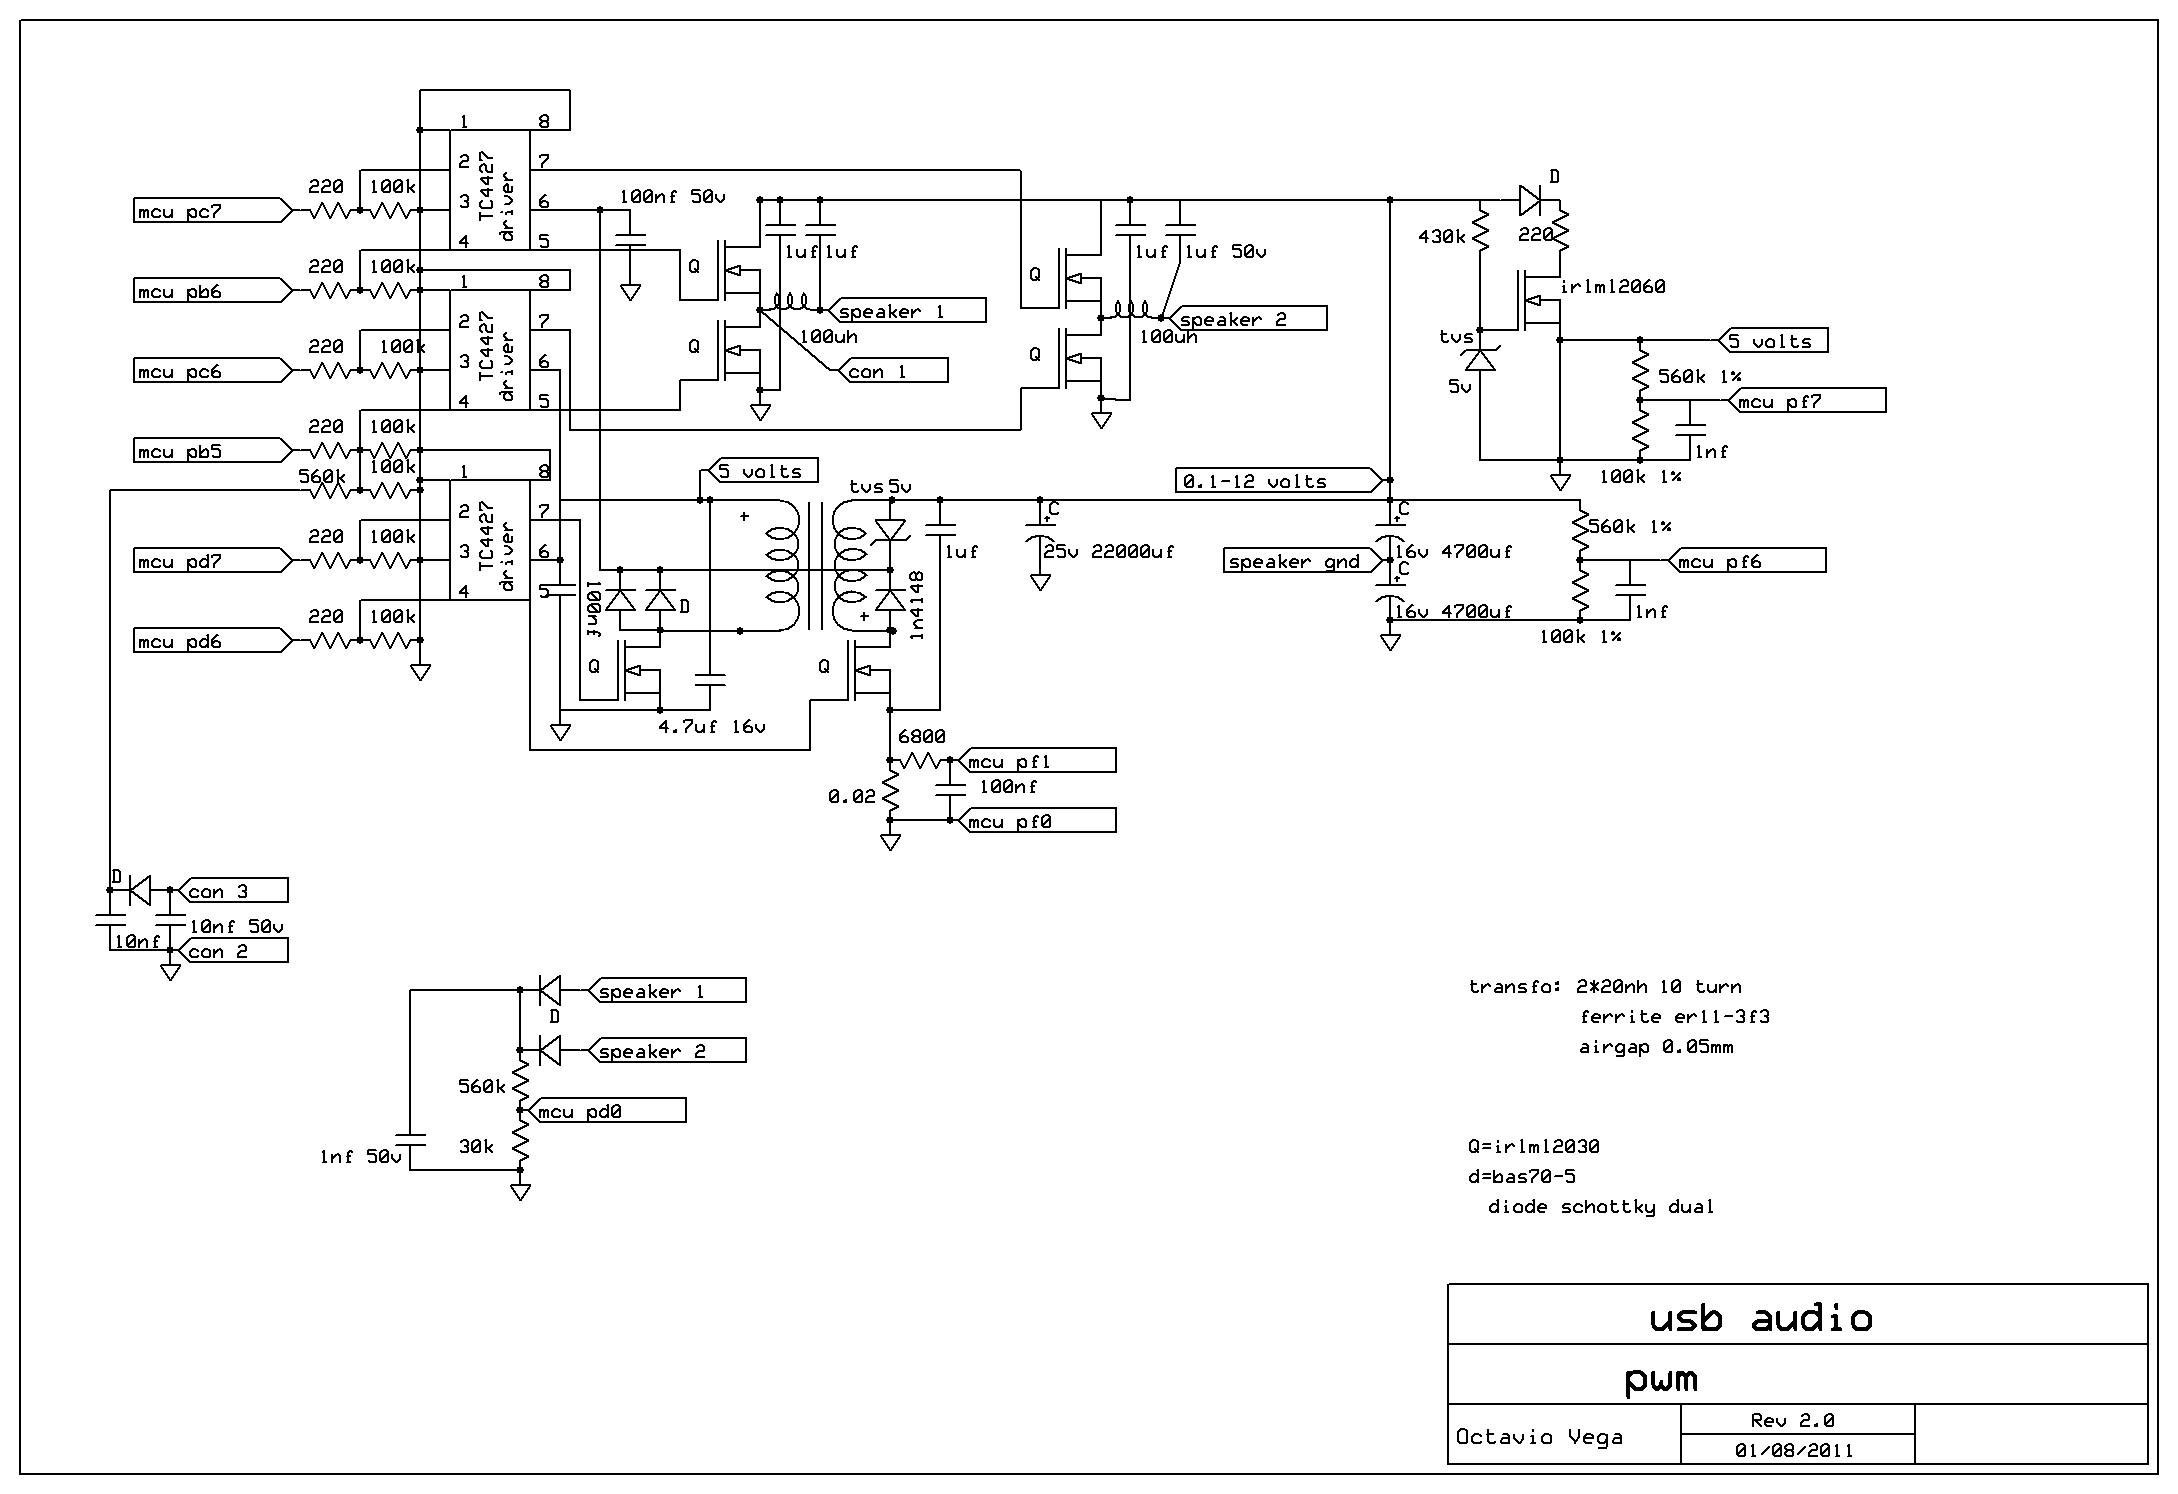 1
8
2
7
3
6
4
5
TC4427
driver
220
100k
mcu pc7
220
100k
mcu pb6
1
8
2
7
3
6
4
5
TC4427
driver
220
100k
mcu pc6
220
100k
mcu pb5
560k
100k
1
8
2
7
3
6
4
5
TC4427
driver
220
100k
mcu pd7
220
100k
mcu pd6
100nf 50v
Q
Q
1uf
1uf
speaker 1
100uh
con 1
Q
Q
1uf
1uf 50v
speaker 2
100uh
D
430k
220
irlml2060
tvs
5v
5 volts
560k 1%
mcu pf7
1nf
100k 1%
5 volts
+
tvs 5v
1uf
100nf
D
+
1n4148
Q
4.7uf 16v
Q
6800
mcu pf1
0.02
100nf
mcu pf0
0.1-12 volts
+C
25v 22000uf
+C
16v 4700uf
speaker gnd
+C
16v 4700uf
560k 1%
mcu pf6
1nf
100k 1%
D
con 3
10nf
10nf 50v
con 2
speaker 1
D
speaker 2
560k
mcu pd0
30k
1nf 50v
transfo: 2*20nh 10 turn
ferrite er11-3f3
airgap 0.05mm
Q=irlml2030
d=bas70-5
diode schottky dual
usb audio
pwm
Octavio Vega
Rev 2.0
01/08/2011